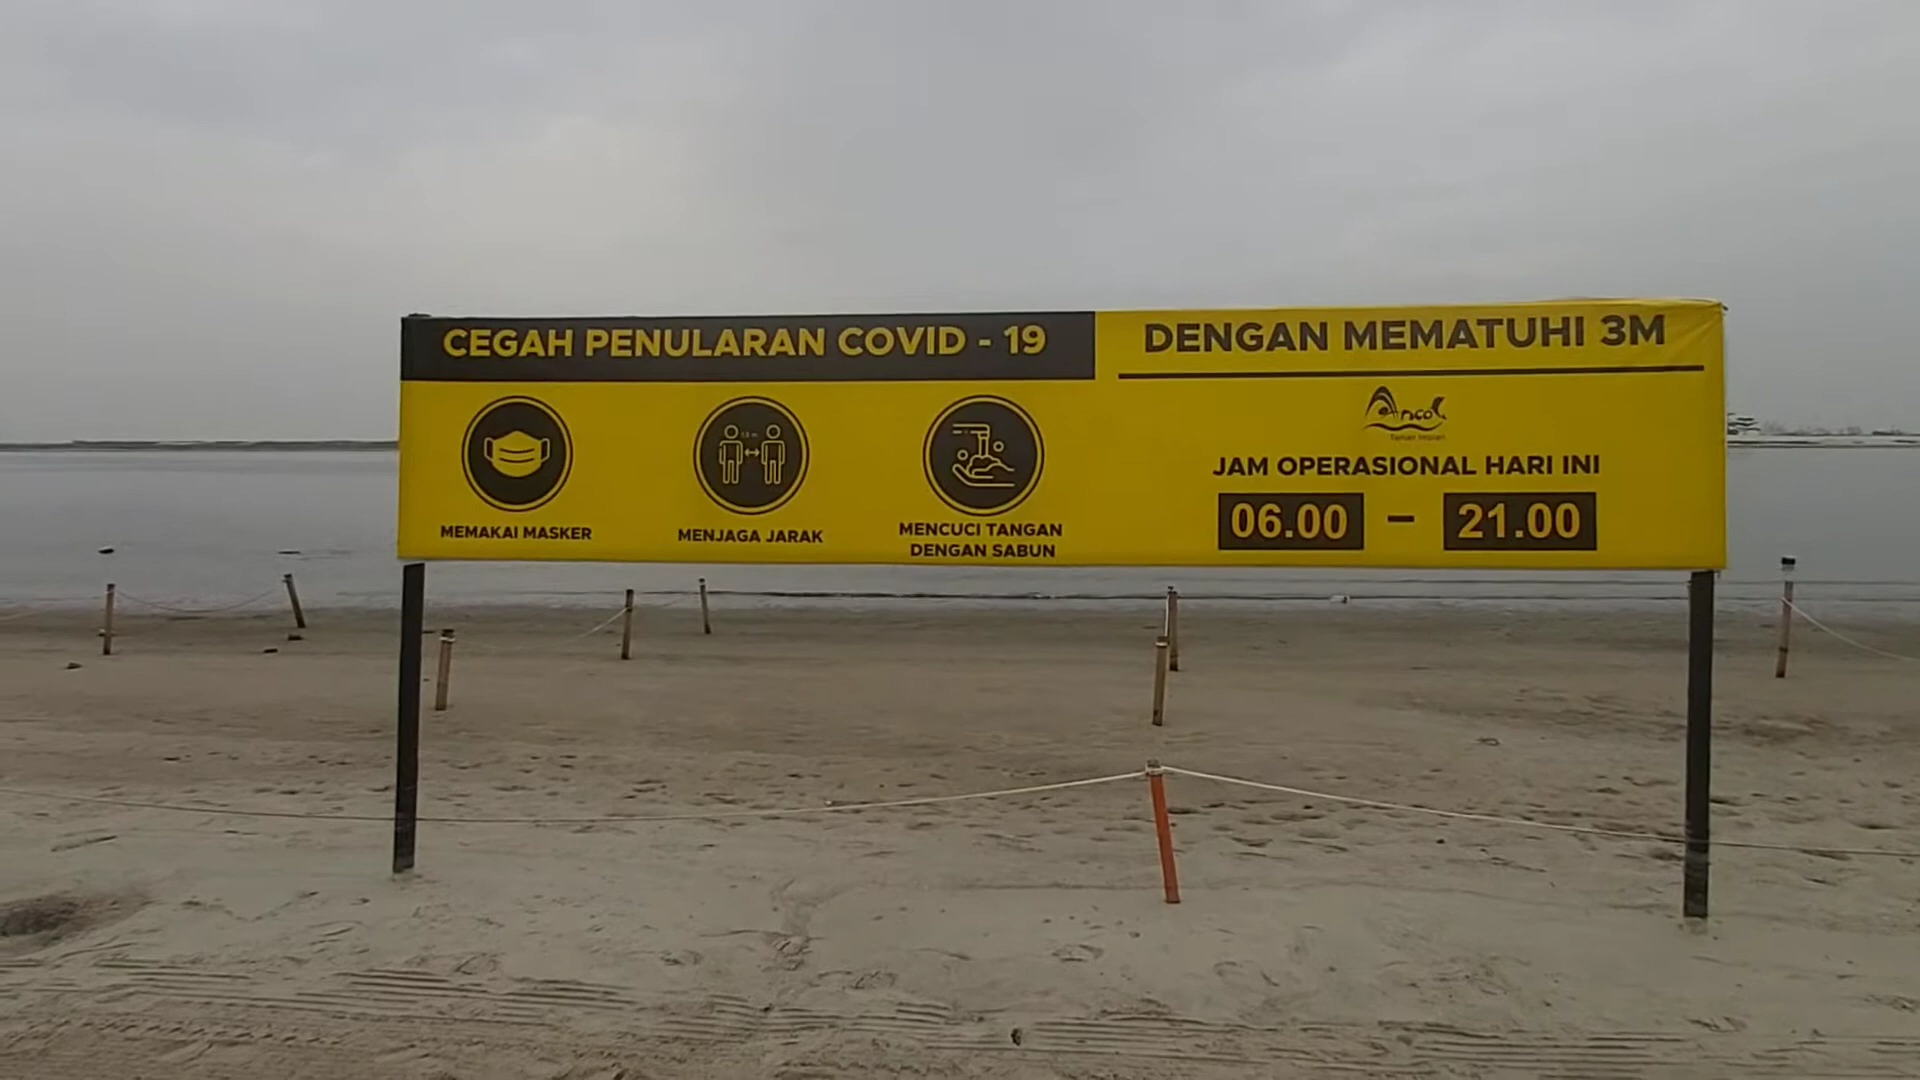 CEGAH PENULARAN COVID - 19
DENGAN MEMATUHI 3M
MEMAKAI MASKER
MENJAGA JARAK
MENCUCI TANGAN
DENGAN SABUN
Ancol
Taman Impian
JAM OPERASIONAL HARI INI
06.00 - 21.00